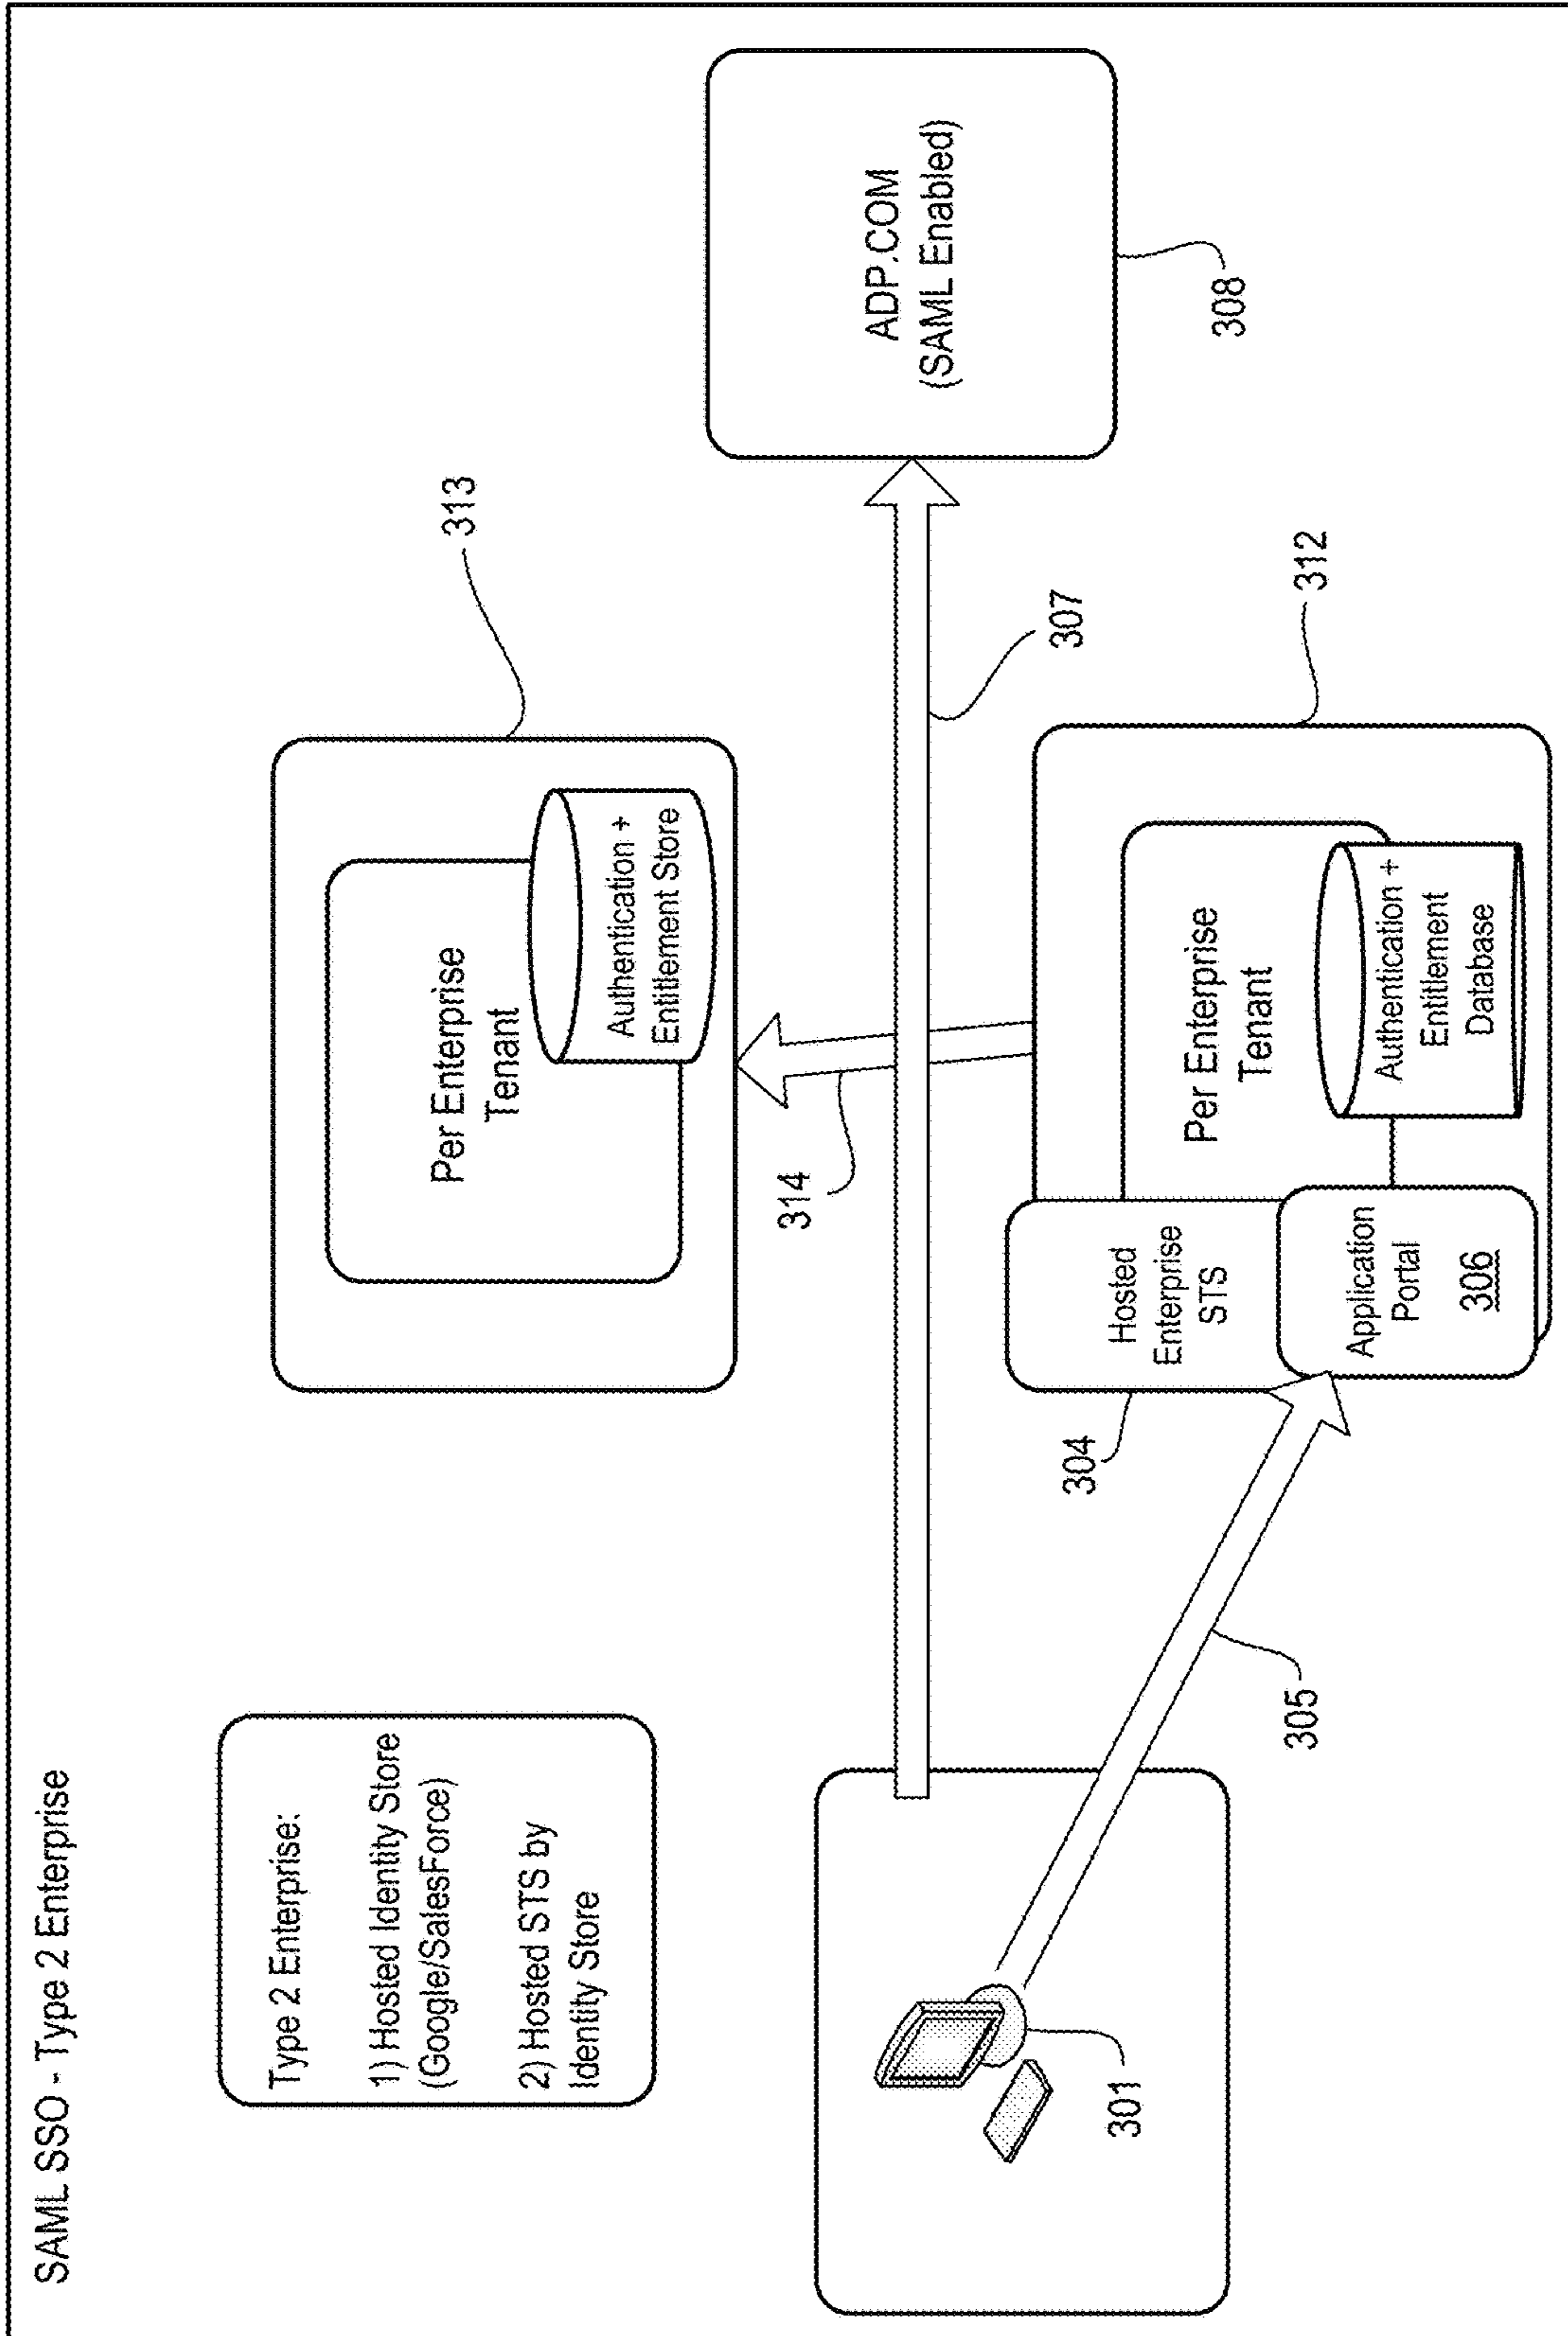 SAML SSO - Type 2 Enterprise
Type 2 Enterprise:
1) Hosted Identity Store
(Google/SalesForce)
2) Hosted STS by
Identity Store
313
Per Enterprise
Tenant
Authentication +
Entitlement Store
314
ADP.COM
(SAML Enabled)
308
307
301
305
304
Hosted
Enterprise
STS
Application
Portal
306
312
Per Enterprise
Tenant
Authentication +
Entitlement
Database